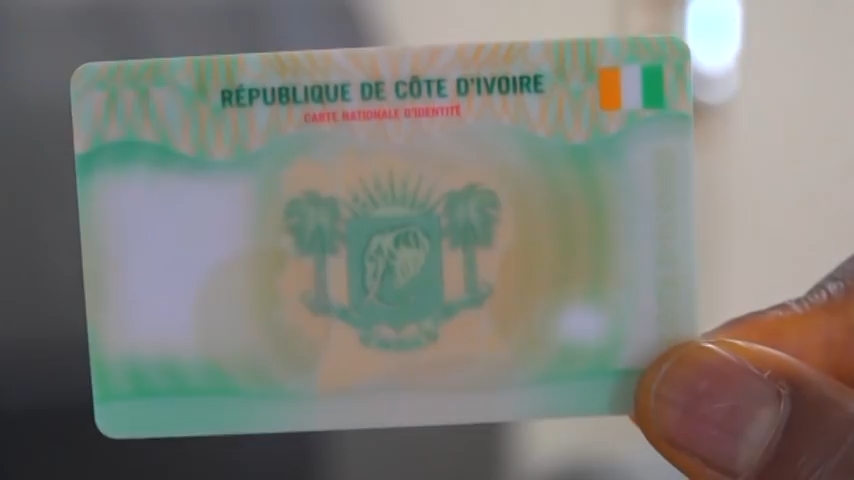 RÉPUBLIQUE DE CÔTE D'IVOIRE
CARTE NATIONALE D'IDENTITÉ